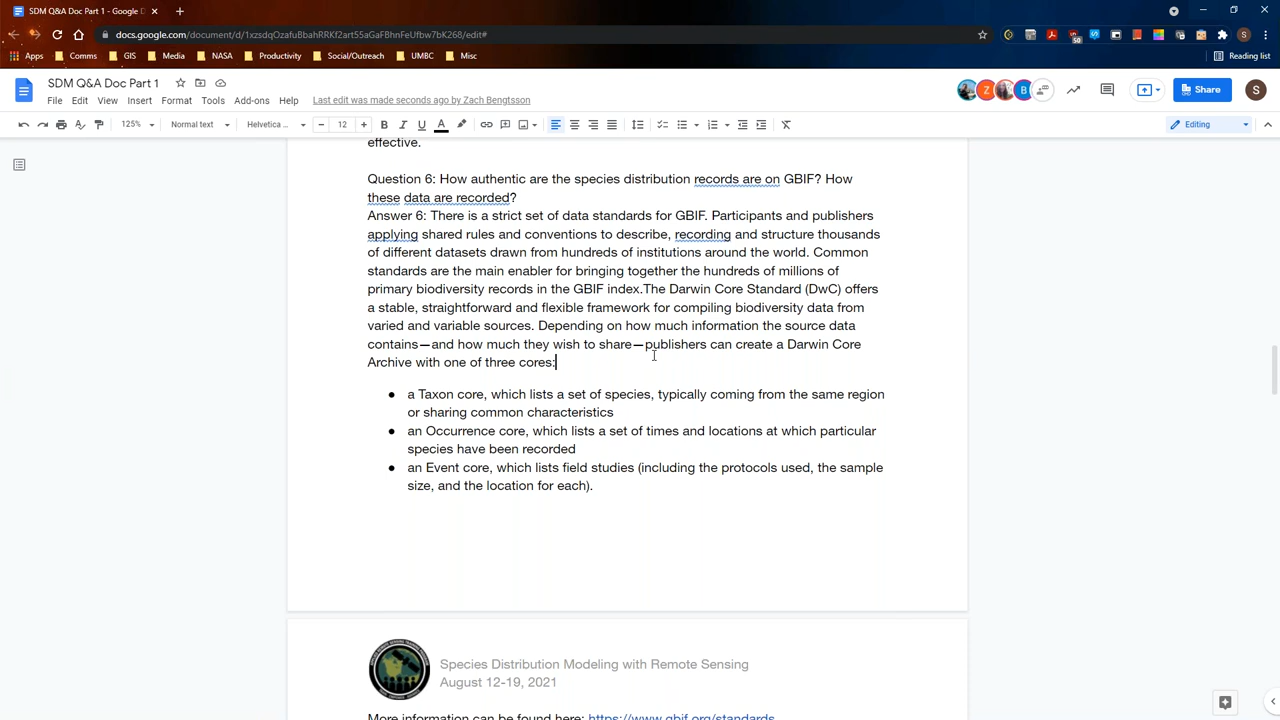 SDM Q&A Doc Part 1 - Google D
docs.google.com/document/d/1xzsdqOzafuBbahRRKf2art55aGaFBhnFeUfbw7bK268/edit#
Apps Comms GIS Media NASA Productivity Social/Outreach UMBC Misc Reading list
SDM Q&A Doc Part 1
File Edit View Insert Format Tools Add-ons Help Last edit was made seconds ago by Zach Bengtsson
Share
125% Normal text Helvetica ... 12 Editing
effective.
Question 6: How authentic are the species distribution records are on GBIF? How
these data are recorded?
Answer 6: There is a strict set of data standards for GBIF. Participants and publishers
applying shared rules and conventions to describe, recording and structure thousands
of different datasets drawn from hundreds of institutions around the world. Common
standards are the main enabler for bringing together the hundreds of millions of
primary biodiversity records in the GBIF index.The Darwin Core Standard (DwC) offers
a stable, straightforward and flexible framework for compiling biodiversity data from
varied and variable sources. Depending on how much information the source data
contains—and how much they wish to share—publishers can create a Darwin Core
Archive with one of three cores:
● a Taxon core, which lists a set of species, typically coming from the same region
or sharing common characteristics
● an Occurrence core, which lists a set of times and locations at which particular
species have been recorded
● an Event core, which lists field studies (including the protocols used, the sample
size, and the location for each).
Species Distribution Modeling with Remote Sensing
August 12-19, 2021
More information can be found here: https://www.gbif.org/standards